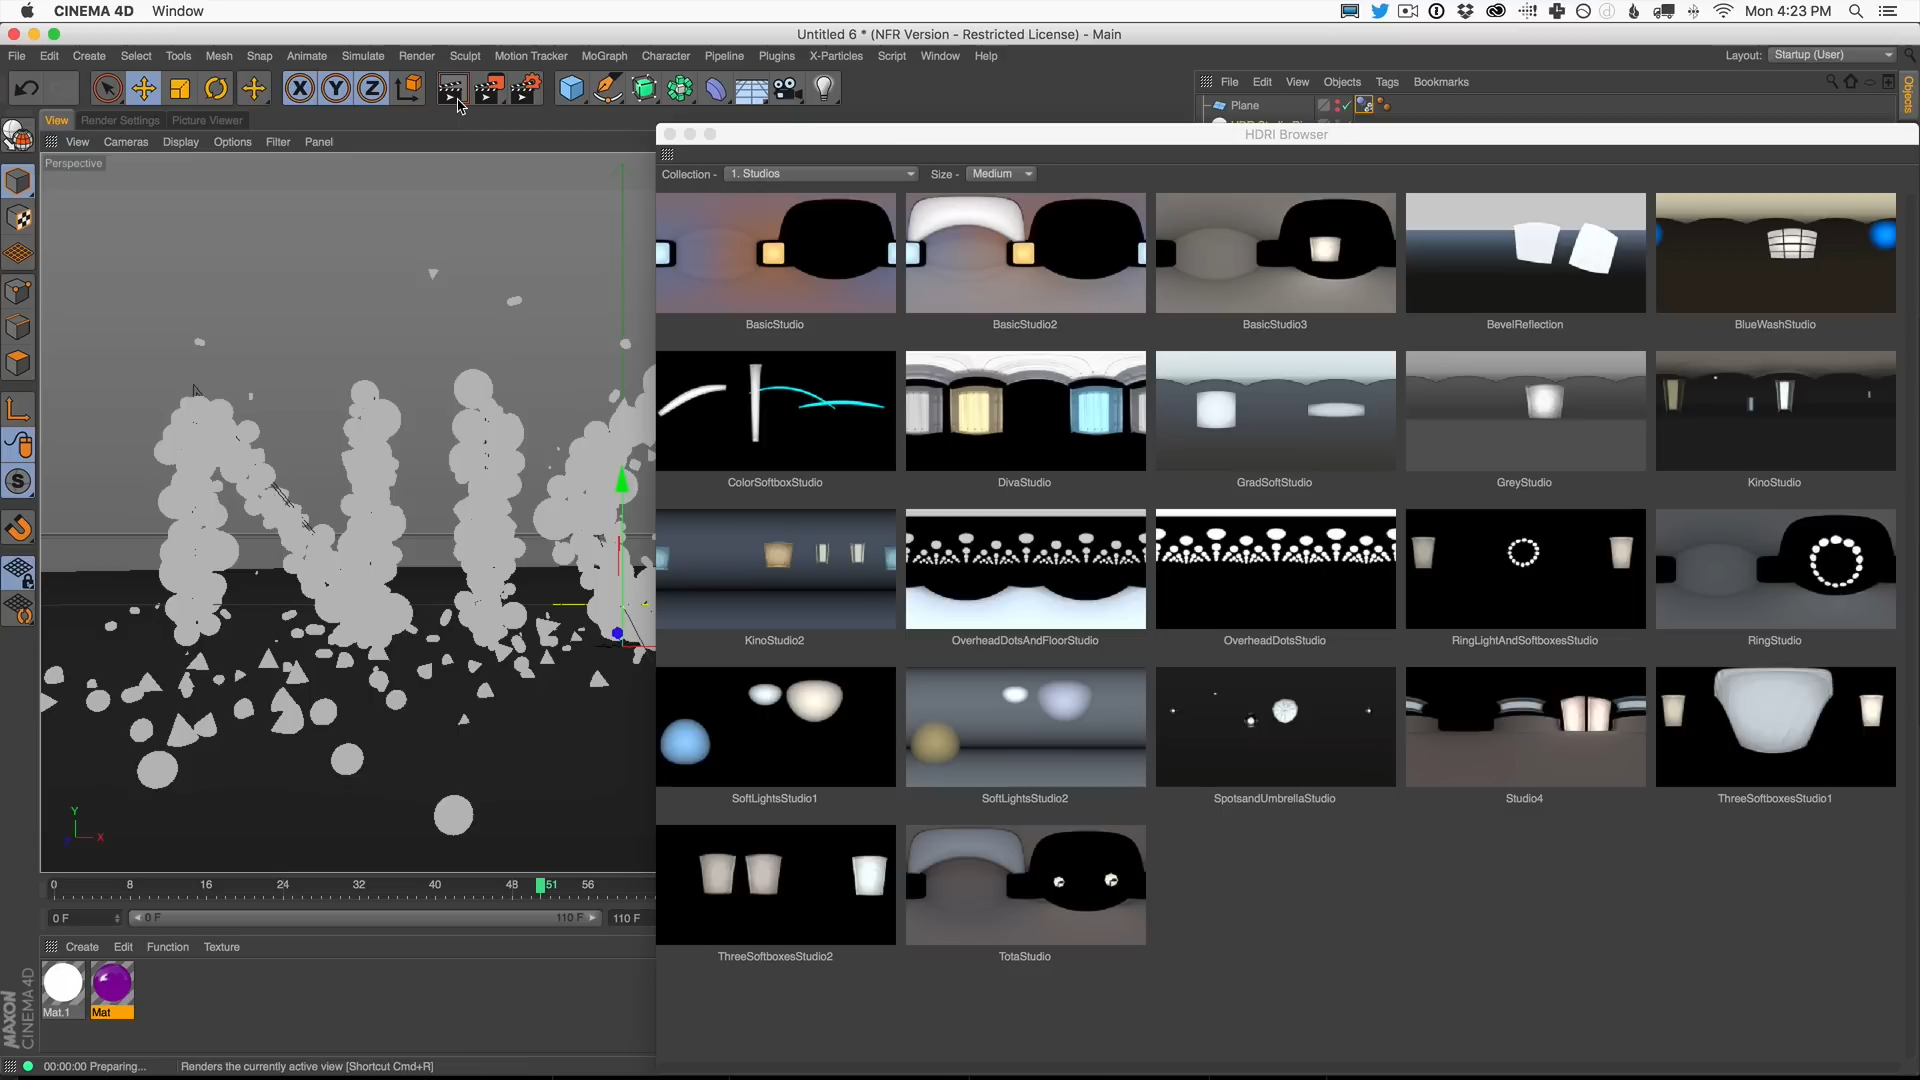 CINEMA 4D Window Mon 4:23 PM
Untitled 6 * (NFR Version - Restricted License) - Main
File Edit Create Select Tools Mesh Snap Animate Simulate Render Sculpt Motion Tracker MoGraph Character Pipeline Plugins X-Particles Script Window Help Layout: Startup (User)
X Y Z File Edit View Objects Tags Bookmarks
Plane
Objects
View Render Settings Picture Viewer
HDRI Browser
View Cameras Display Options Filter Panel
Perspective
Collection - 1. Studios Size - Medium
BasicStudio BasicStudio2 BasicStudio3 BevelReflection BlueWashStudio
ColorSoftboxStudio DivaStudio GradSoftStudio GreyStudio KinoStudio
KinoStudio2 OverheadDotsAndFloorStudio OverheadDotsStudio RingLightAndSoftboxesStudio RingStudio
SoftLightsStudio1 SoftLightsStudio2 SpotsandUmbrellaStudio Studio4 ThreeSoftboxesStudio1
ThreeSoftboxesStudio2 TotaStudio
Y
X
0 8 16 24 32 40 48 51 56
0 F 0 F 110 F 110 F
Create Edit Function Texture
Mat.1 Mat
MAXON
CINEMA 4D
00:00:00 Preparing... Renders the currently active view [Shortcut Cmd+R]